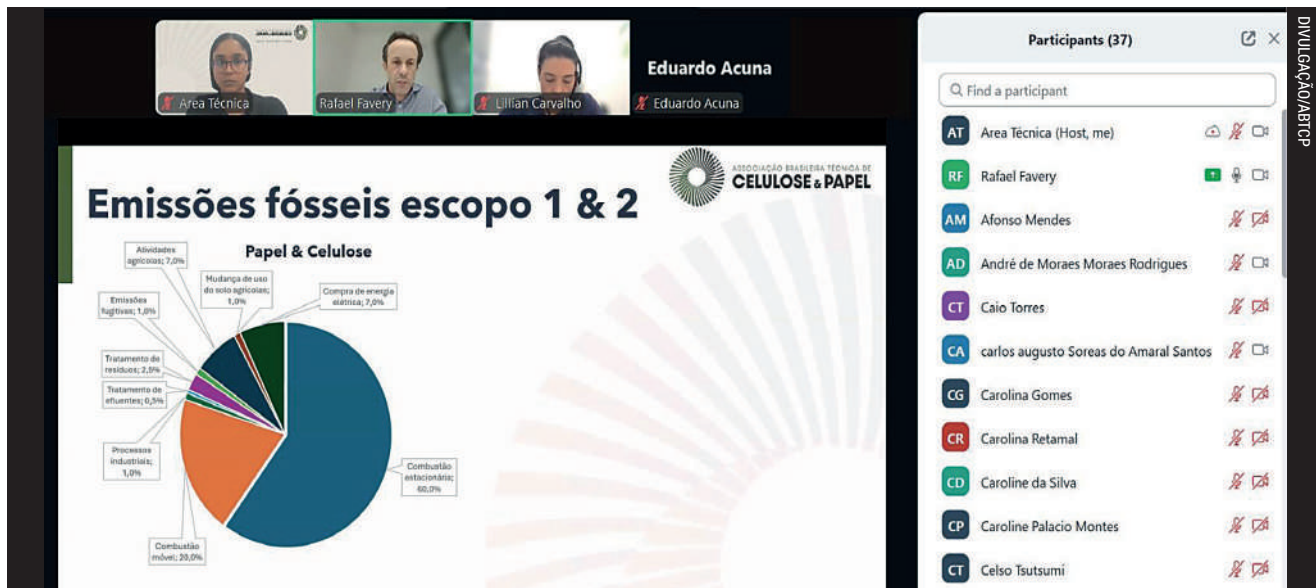 Area Técnica
Rafael Favery
Lillian Carvalho
Eduardo Acuna
Eduardo Acuna
Emissões fósseis escopo 1 & 2
ASSOCIAÇÃO BRASILEIRA TÉCNICA DE
CELULOSE & PAPEL
Papel & Celulose
Atividades
agrícolas; 7,0%
Mudança de uso
do solo agrícolas;
1,0%
Compra de energia
elétrica; 7,0%
Emissões
fugitivas; 1,0%
Tratamento de
resíduos; 2,5%
Tratamento de
efluentes; 0,5%
Processos
industriais;
1,0%
Combustão
estacionária;
60,0%
Combustão
móvel; 20,0%
Participants (37)
Find a participant
AT Area Técnica (Host, me)
RF Rafael Favery
AM Afonso Mendes
AD André de Moraes Moraes Rodrigues
CT Caio Torres
CA carlos augusto Soreas do Amaral Santos
CG Carolina Gomes
CR Carolina Retamal
CD Caroline da Silva
CP Caroline Palacio Montes
CT Celso Tsutsumi
DIVULGAÇÃO/ABTCP